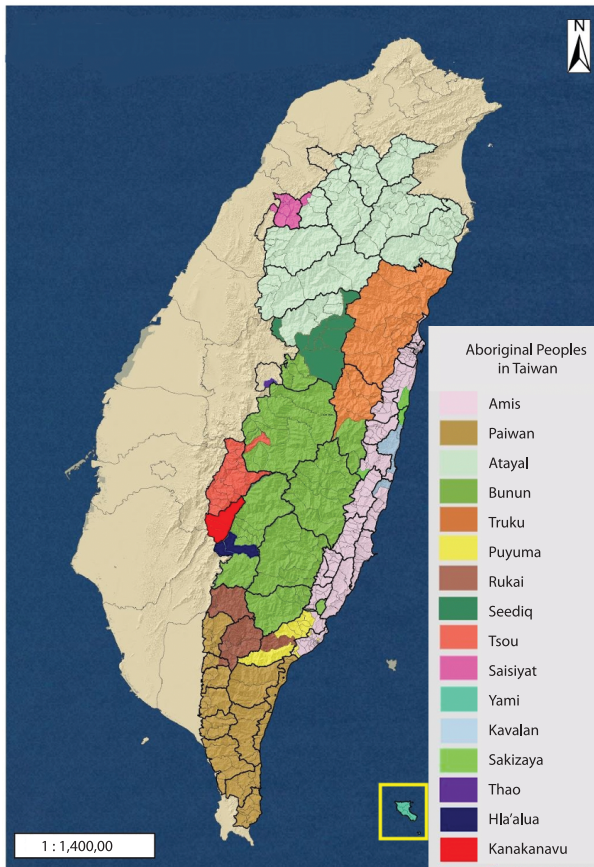 N
Aboriginal Peoples
in Taiwan
Amis
Paiwan
Atayal
Bunun
Truku
Puyuma
Rukai
Seediq
Tsou
Saisiyat
Yami
Kavalan
Sakizaya
Thao
Hla'alua
Kanakanavu
1 : 1,400,00